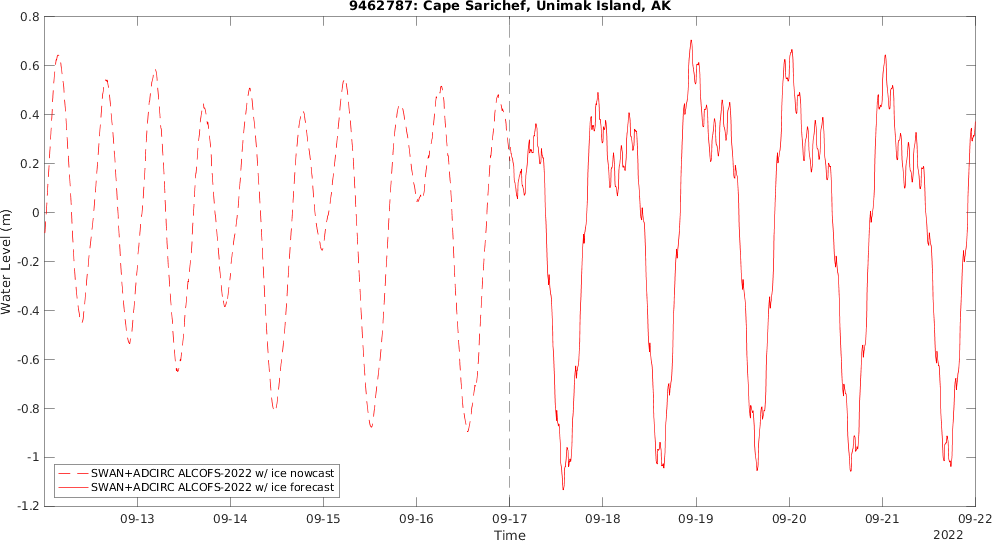 9462787: Cape Sarichef, Unimak Island, AK
0.8
0.6
0.4
0.2
0
-0.2
-0.4
-0.6
-0.8
-1
-1.2
Water Level (m)
SWAN+ADCIRC ALCOFS-2022 w/ ice nowcast
SWAN+ADCIRC ALCOFS-2022 w/ ice forecast
09-13 09-14 09-15 09-16 09-17 09-18 09-19 09-20 09-21 09-22
Time
2022